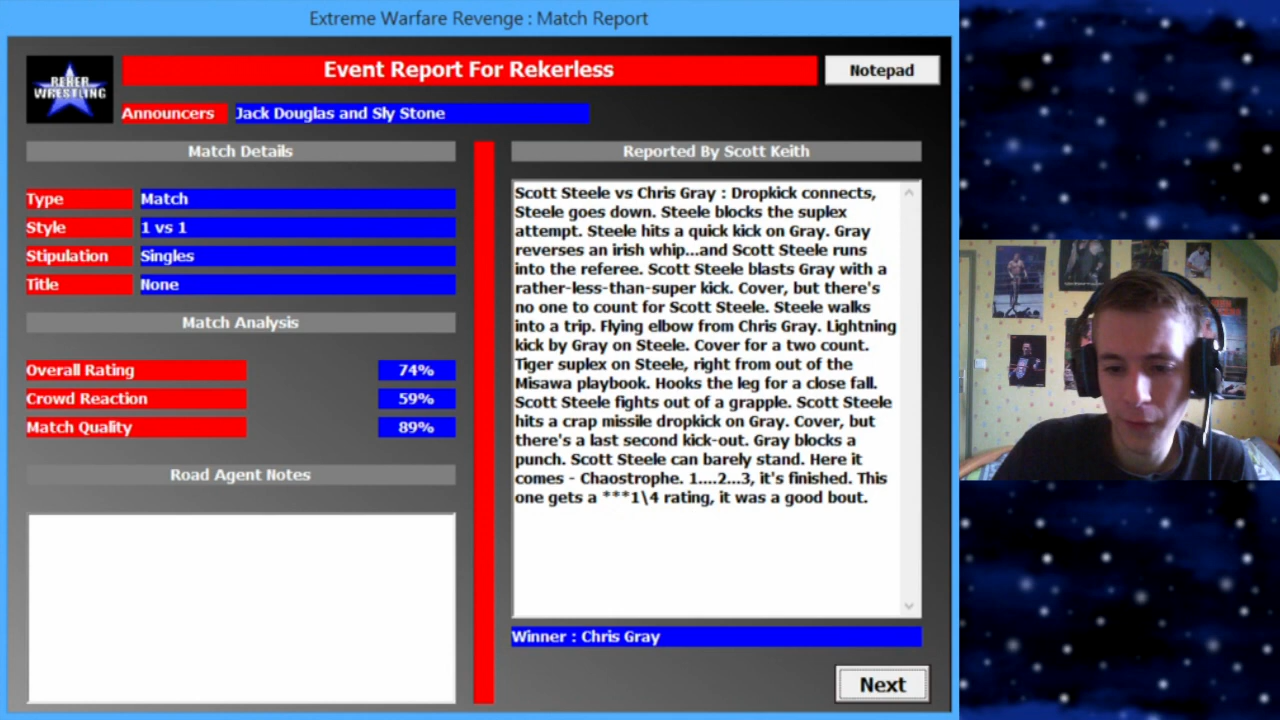 Extreme Warfare Revenge : Match Report
REKER
WRESTLING
Event Report For Rekerless
Notepad
Announcers
Jack Douglas and Sly Stone
Match Details
Type
Match
Style
1 vs 1
Stipulation
Singles
Title
None
Match Analysis
Overall Rating
74%
Crowd Reaction
59%
Match Quality
89%
Road Agent Notes
Reported By Scott Keith
Scott Steele vs Chris Gray : Dropkick connects,
Steele goes down. Steele blocks the suplex
attempt. Steele hits a quick kick on Gray. Gray
reverses an irish whip...and Scott Steele runs
into the referee. Scott Steele blasts Gray with a
rather-less-than-super kick. Cover, but there's
no one to count for Scott Steele. Steele walks
into a trip. Flying elbow from Chris Gray. Lightning
kick by Gray on Steele. Cover for a two count.
Tiger suplex on Steele, right from out of the
Misawa playbook. Hooks the leg for a close fall.
Scott Steele fights out of a grapple. Scott Steele
hits a crap missile dropkick on Gray. Cover, but
there's a last second kick-out. Gray blocks a
punch. Scott Steele can barely stand. Here it
comes - Chaostrophe. 1....2...3, it's finished. This
one gets a ***1\4 rating, it was a good bout.
Winner : Chris Gray
Next